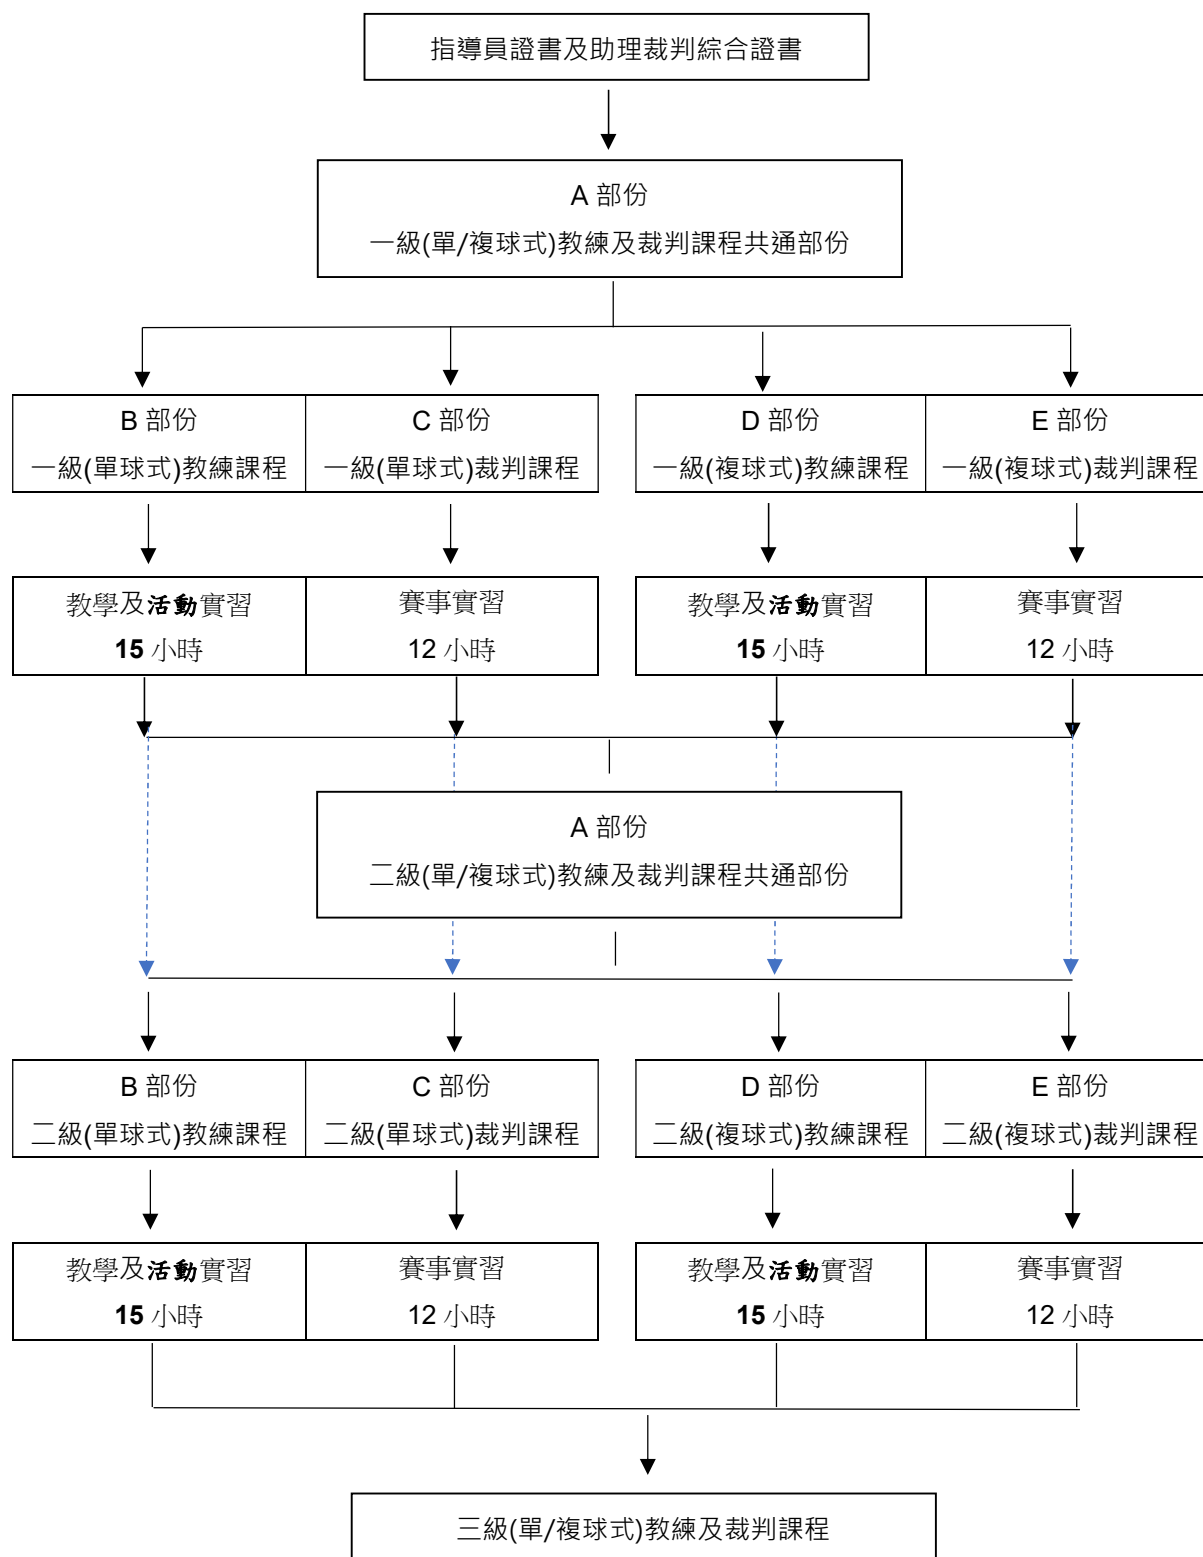 指導員證書及助理裁判綜合證書
A 部份
一級(單/複球式)教練及裁判課程共通部份
B 部份
一級(單球式)教練課程
C 部份
一級(單球式)裁判課程
D 部份
一級(複球式)教練課程
E 部份
一級(複球式)裁判課程
教學及活動實習
15 小時
賽事實習
12 小時
教學及活動實習
15 小時
賽事實習
12 小時
A 部份
二級(單/複球式)教練及裁判課程共通部份
B 部份
二級(單球式)教練課程
C 部份
二級(單球式)裁判課程
D 部份
二級(複球式)教練課程
E 部份
二級(複球式)裁判課程
教學及活動實習
15 小時
賽事實習
12 小時
教學及活動實習
15 小時
賽事實習
12 小時
三級(單/複球式)教練及裁判課程